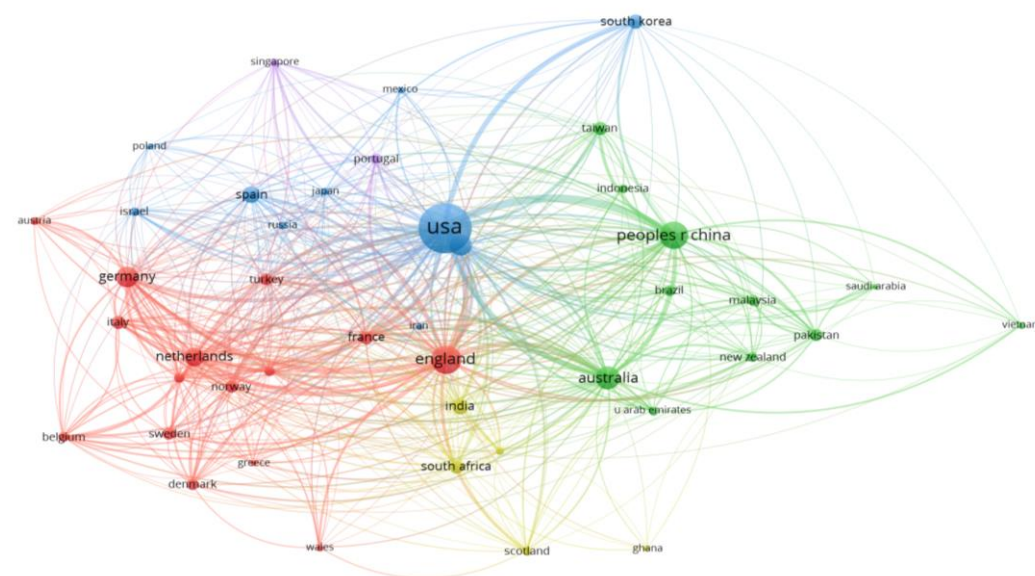 south korea
singapore
mexico
taiwan
poland
portugal
indonesia
spain
japan
israel
austria
russia
usa
peoples r china
germany
turkey
brazil
malaysia
saudi arabia
italy
france
iran
pakistan
vietnam
netherlands
england
new zealand
norway
australia
india
u arab emirates
belgium
sweden
greece
south africa
denmark
wales
scotland
ghana